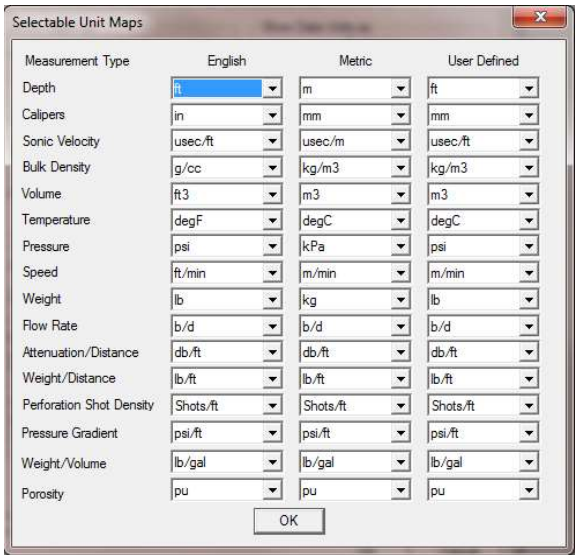 Selectable Unit Maps
Measurement Type English Metric User Defined
Depth ft m ft
Calipers in mm mm
Sonic Velocity usec/ft usec/m usec/ft
Bulk Density g/cc kg/m3 kg/m3
Volume ft3 m3 m3
Temperature degF degC degC
Pressure psi kPa psi
Speed ft/min m/min m/min
Weight lb kg lb
Flow Rate b/d b/d b/d
Attenuation/Distance db/ft db/ft db/ft
Weight/Distance lb/ft lb/ft lb/ft
Perforation Shot Density Shots/ft Shots/ft Shots/ft
Pressure Gradient psi/ft psi/ft psi/ft
Weight/Volume lb/gal lb/gal lb/gal
Porosity pu pu pu
OK